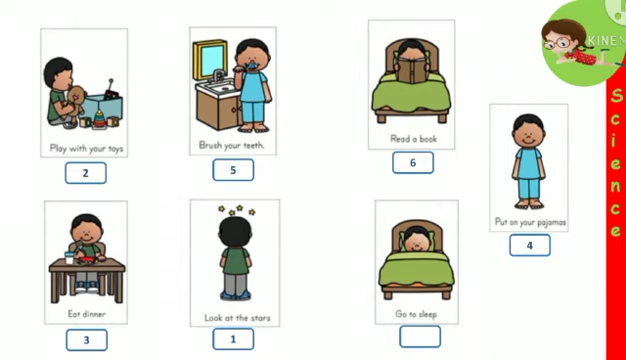 Play with your toys
2
Brush your teeth.
5
Read a book
6
Put on your pajamas
4
Eat dinner
3
Look at the stars
1
Go to sleep
KINEM
Science